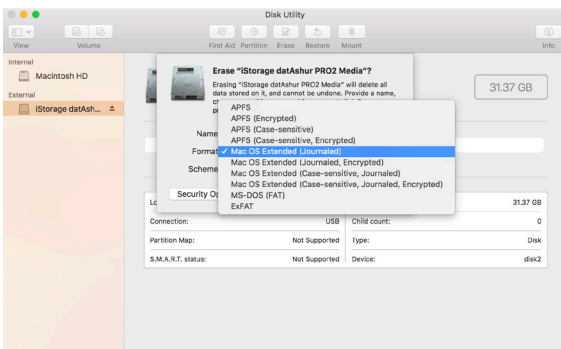 Disk Utility
View
Volume
First Aid Partition Erase Restore Mount
Info
Internal
Macintosh HD
External
iStorage datAsh...
Erase “iStorage datAshur PRO2 Media”?
Erasing “iStorage datAshur PRO2 Media” will delete all
data stored on it, and cannot be undone. Provide a name,
31.37 GB
Name
Format
Scheme
APFS
APFS (Encrypted)
APFS (Case-sensitive)
APFS (Case-sensitive, Encrypted)
✓ Mac OS Extended (Journaled)
Mac OS Extended (Journaled, Encrypted)
Mac OS Extended (Case-sensitive, Journaled)
Mac OS Extended (Case-sensitive, Journaled, Encrypted)
MS-DOS (FAT)
ExFAT
Security Op
Lo
31.37 GB
Connection: USB
Child count: 0
Partition Map: Not Supported
Type: Disk
S.M.A.R.T. status: Not Supported
Device: disk2